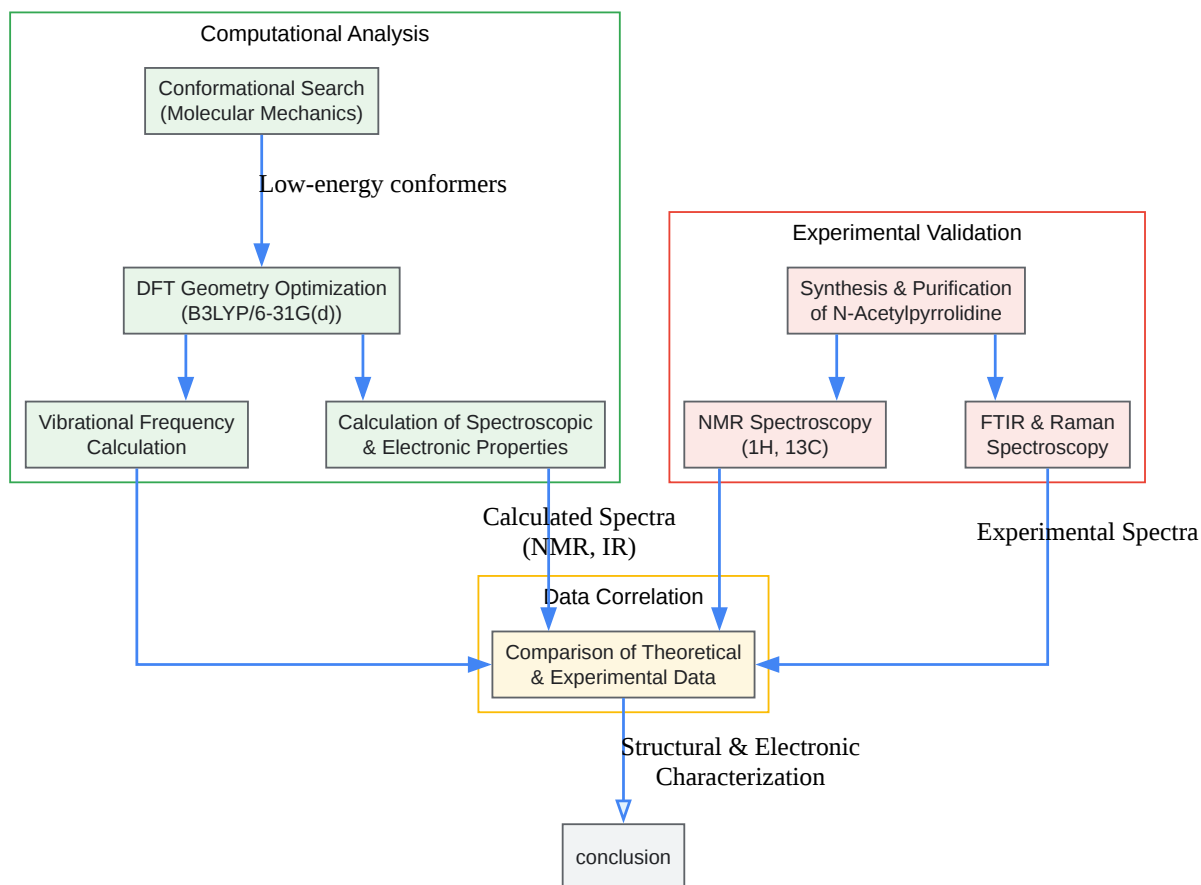 Computational Analysis
Conformational Search
(Molecular Mechanics)
Low-energy conformers
DFT Geometry Optimization
(B3LYP/6-31G(d))
Vibrational Frequency
Calculation
Calculation of Spectroscopic
& Electronic Properties
Experimental Validation
Synthesis & Purification
of N-Acetylpyrrolidine
NMR Spectroscopy
(1H, 13C)
FTIR & Raman
Spectroscopy
Calculated Spectra
(NMR, IR)
Experimental Spectra
Data Correlation
Comparison of Theoretical
& Experimental Data
Structural & Electronic
Characterization
conclusion